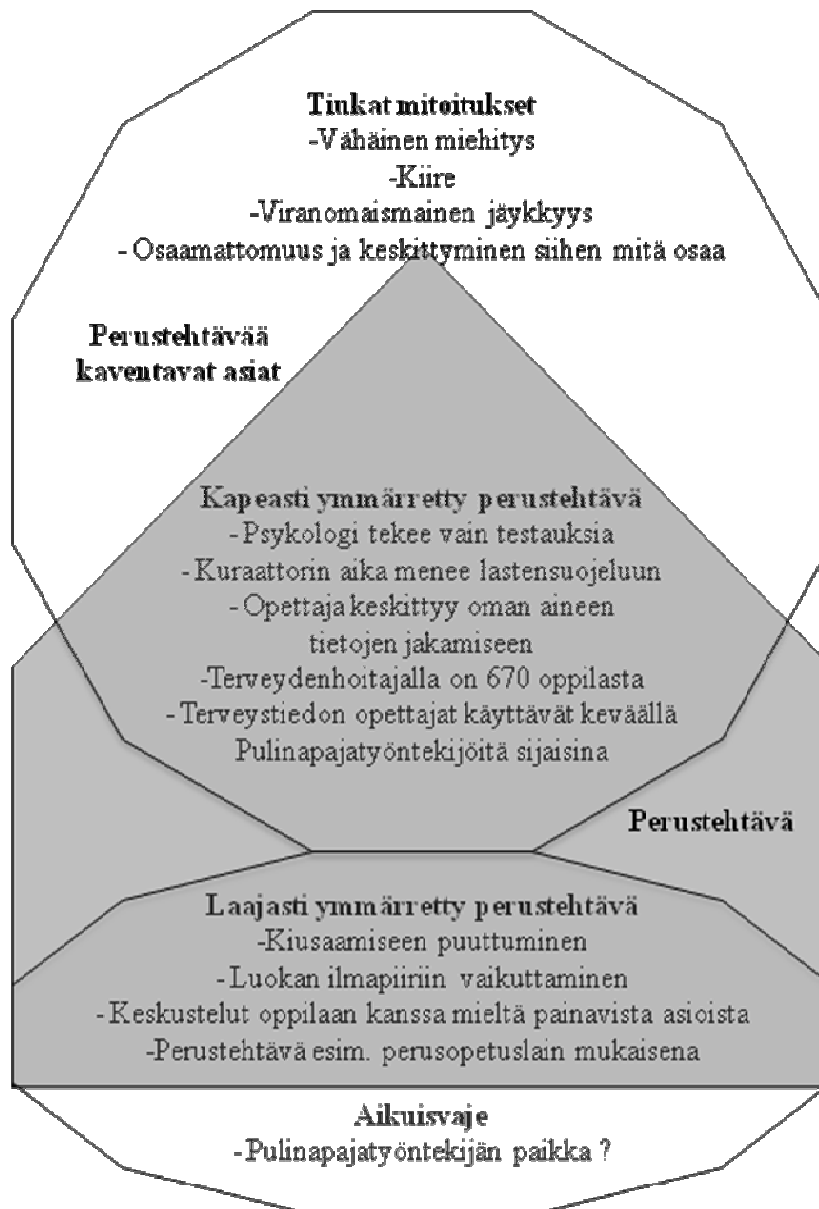 Tiukat mitoitukset
-Vähäinen miehitys
-Kiire
-Viranomaismainen jäykkyys
- Osaamattomuus ja keskittyminen siihen mitä osaa
Perustehtävää
kaventavat asiat
Kapeasti ymmärretty perustehtävä
-Psykologi tekee vain testauksia
- Kuraattorin aika menee lastensuojeluun
- Opettaja keskittyy oman aineen
tietojen jakamiseen
-Terveydenhoitajalla on 670 oppilasta
- Terveystiedon opettajat käyttävät keväällä
Pulinapajatyöntekijöitä sijaisina
Perustehtävä
Laajasti ymmärretty perustehtävä
-Kiusaamiseen puuttuminen
- Luokan ilmapiiriin vaikuttaminen
- Keskustelut oppilaan kanssa mieltä painavista asioista
-Perustehtävä esim. perusopetuslain mukaisena
Aikuisvaje
-Pulinapajatyöntekijän paikka ?